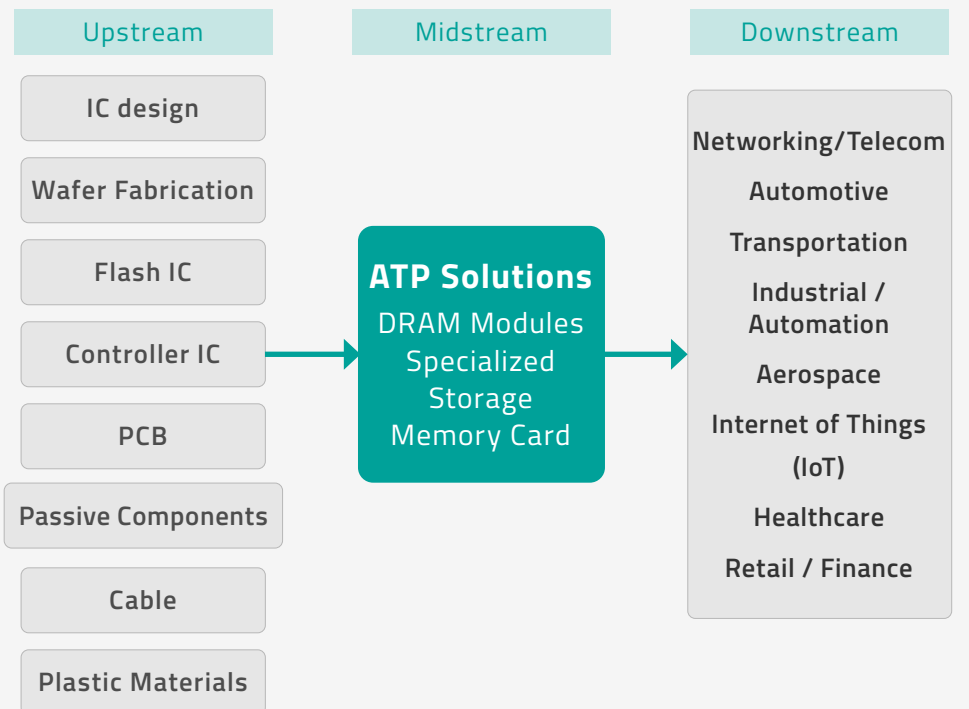 Upstream
IC design
Wafer Fabrication
Flash IC
Controller IC
PCB
Passive Components
Cable
Plastic Materials
Midstream
ATP Solutions
DRAM Modules
Specialized
Storage
Memory Card
Downstream
Networking/Telecom
Automotive
Transportation
Industrial /
Automation
Aerospace
Internet of Things
(IoT)
Healthcare
Retail / Finance